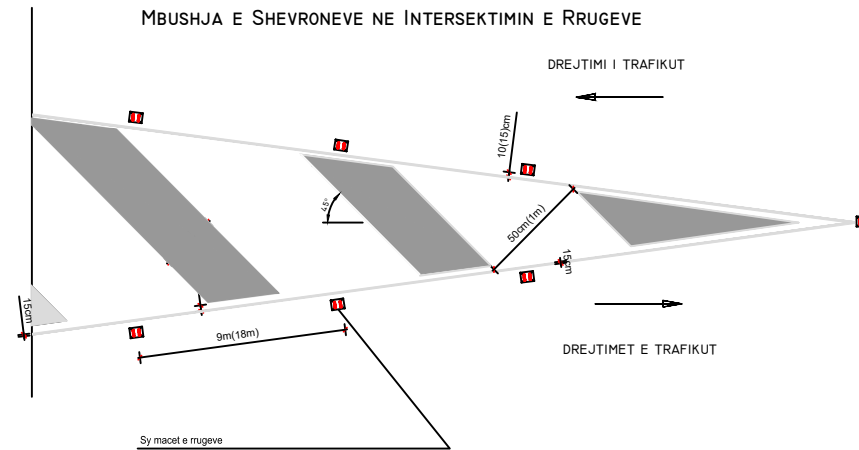 MBUSHJA E SHEVRONEVE NE INTERSEKTIMIN E RRUGEVE
DREJTIMI I TRAFIKUT
10(15)cm
45°
50cm(1m)
15cm
15cm
9m(18m)
DREJTIMET E TRAFIKUT
Sy macet e rrugeve